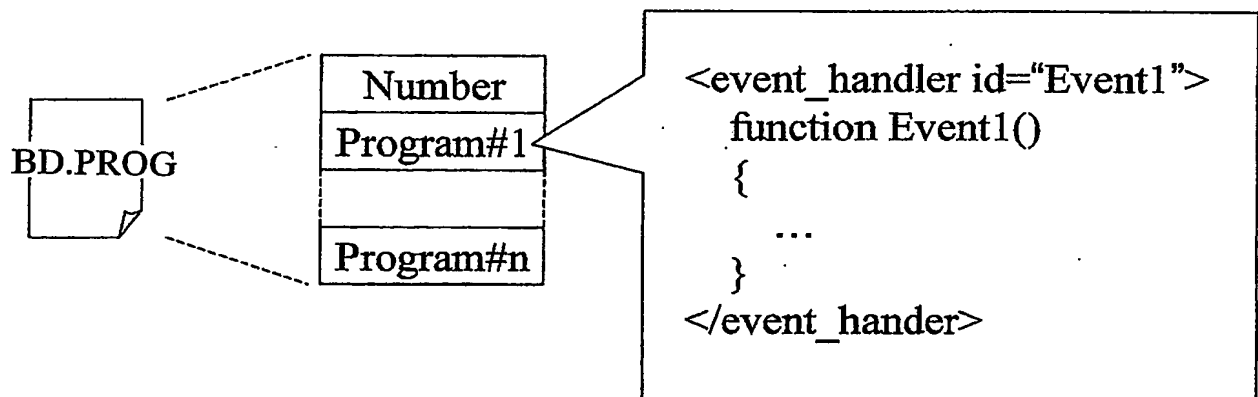 BD.PROG
Number
Program#1
Program#n
<event_handler id=“Event1”>
function Event1()
{
...
}
</event_hander>